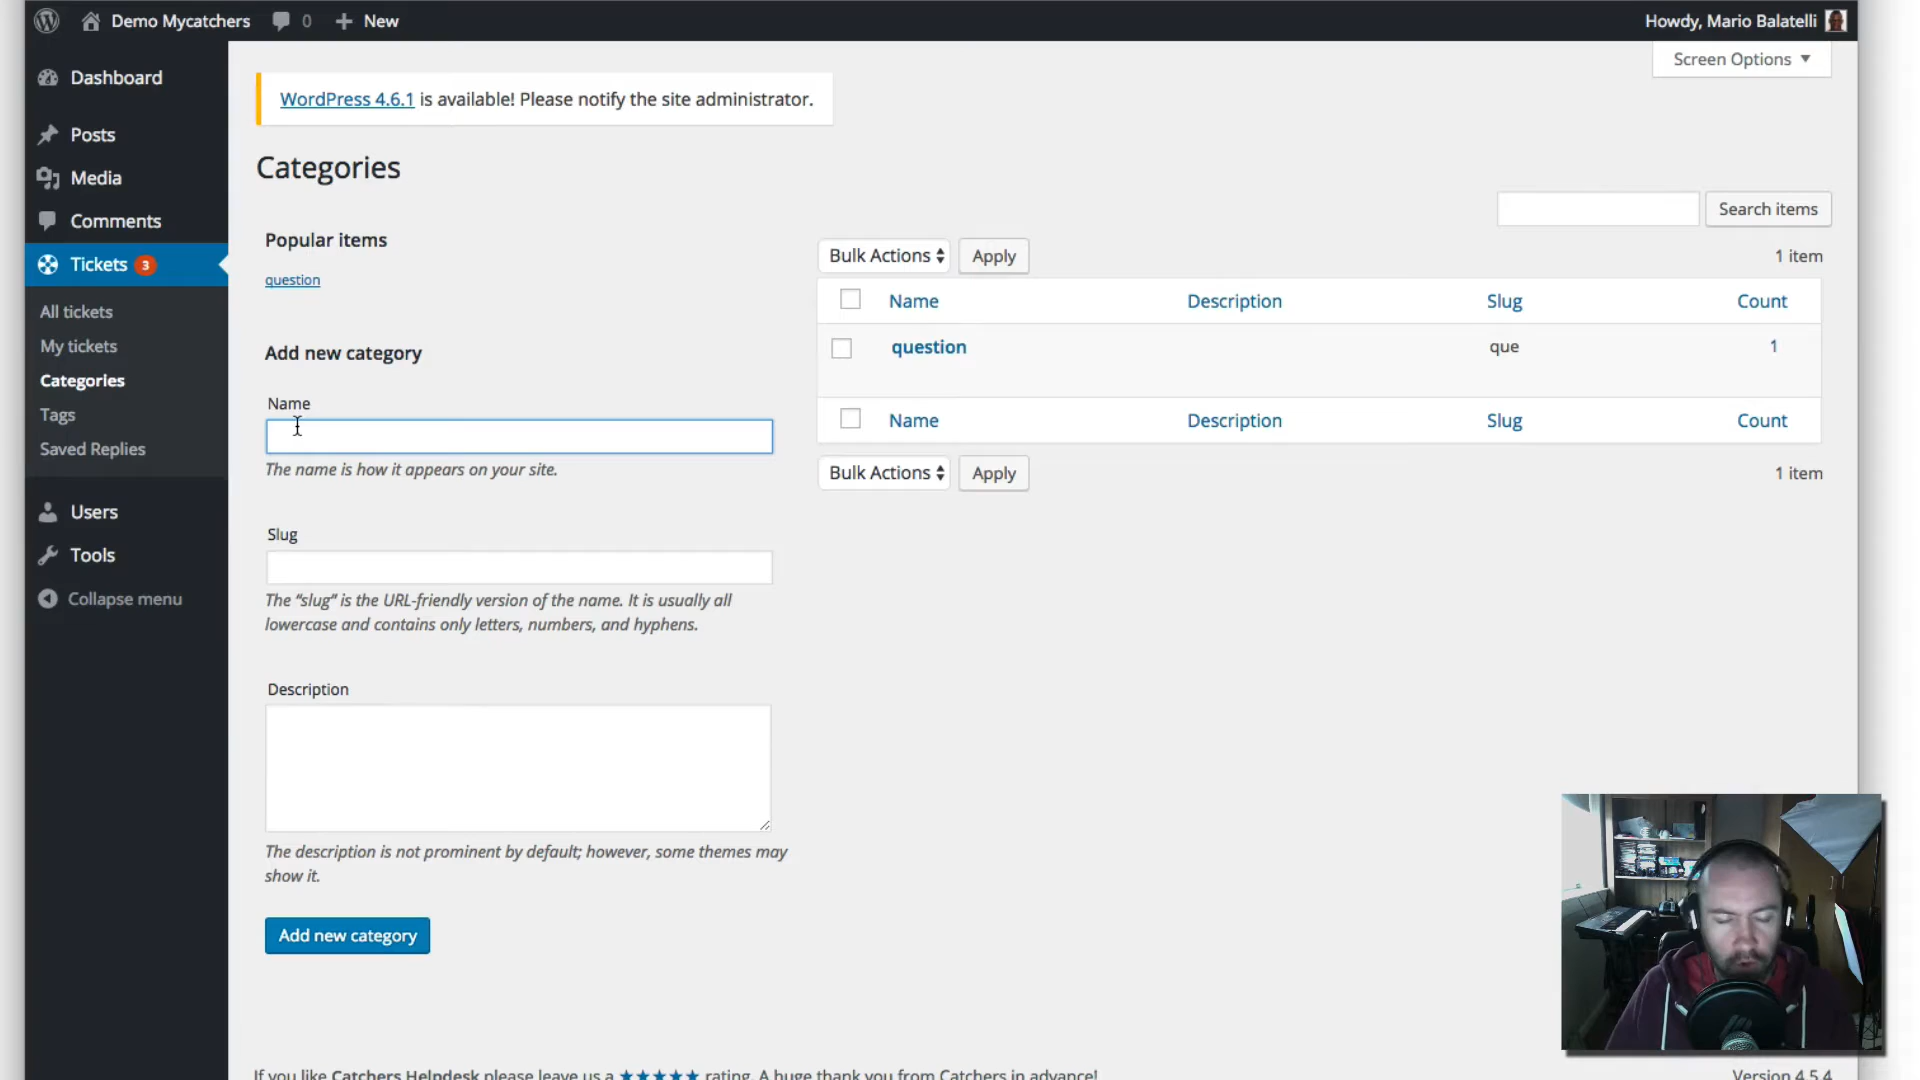 Demo Mycatchers 0 + New Howdy, Mario Balatelli
Screen Options ▼
Dashboard
Posts
Media
Comments
Tickets 3
All tickets
My tickets
Categories
Tags
Saved Replies
Users
Tools
Collapse menu
WordPress 4.6.1 is available! Please notify the site administrator.
Categories
Popular items
question
Add new category
Name
The name is how it appears on your site.
Slug
The “slug” is the URL-friendly version of the name. It is usually all
lowercase and contains only letters, numbers, and hyphens.
Description
The description is not prominent by default; however, some themes may
show it.
Add new category
Search items
Bulk Actions Apply 1 item
Name Description Slug Count
question que 1
Name Description Slug Count
Bulk Actions Apply 1 item
If you like Catchers Helpdesk please leave us a ★★★★★ rating. A huge thank you from Catchers in advance! Version 4.5.4